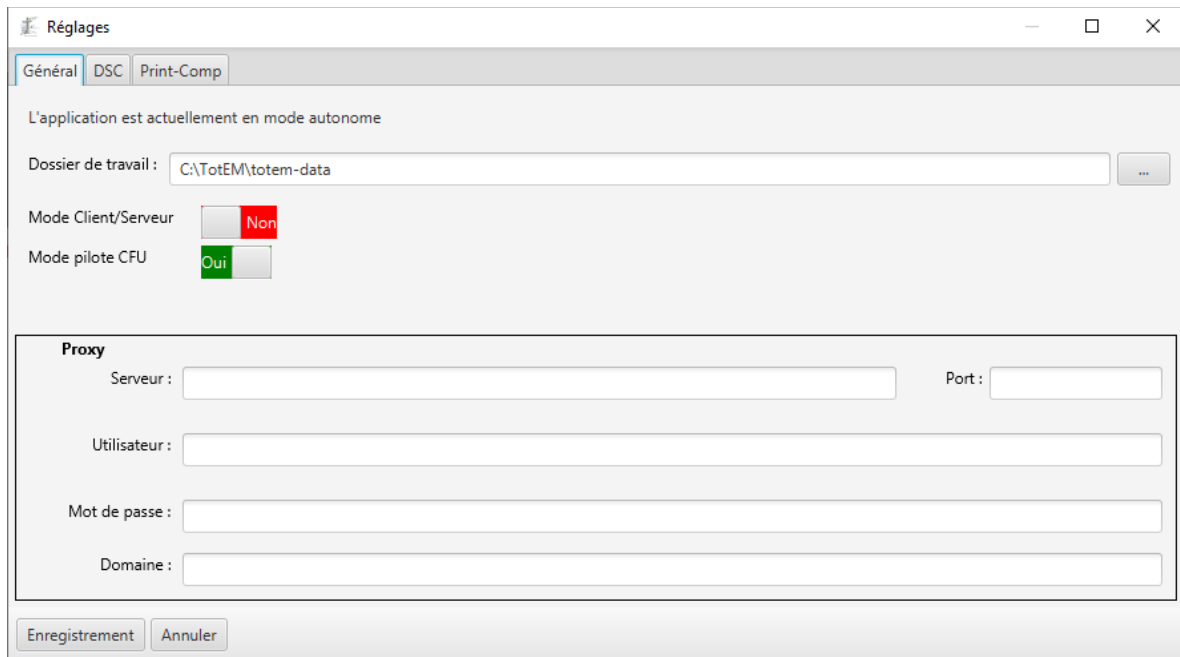 Réglages
Général DSC Print-Comp
L'application est actuellement en mode autonome
Dossier de travail : C:\TotEM\totem-data ...
Mode Client/Serveur Non
Mode pilote CFU Oui
Proxy
Serveur : Port :
Utilisateur :
Mot de passe :
Domaine :
Enregistrement Annuler